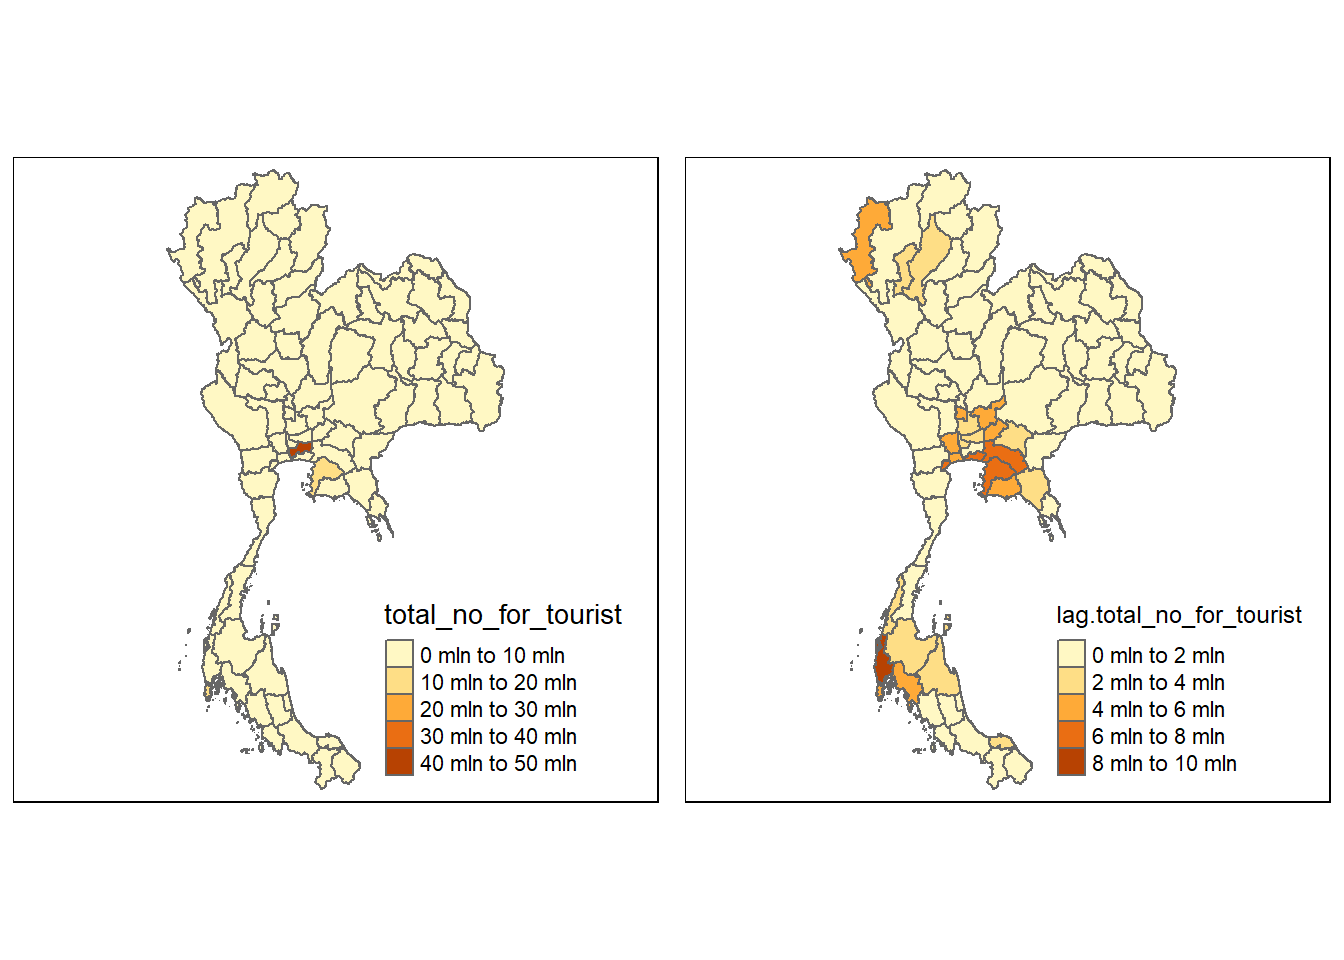 total_no_for_tourist
0 mln to 10 mln
10 mln to 20 mln
20 mln to 30 mln
30 mln to 40 mln
40 mln to 50 mln
lag.total_no_for_tourist
0 mln to 2 mln
2 mln to 4 mln
4 mln to 6 mln
6 mln to 8 mln
8 mln to 10 mln